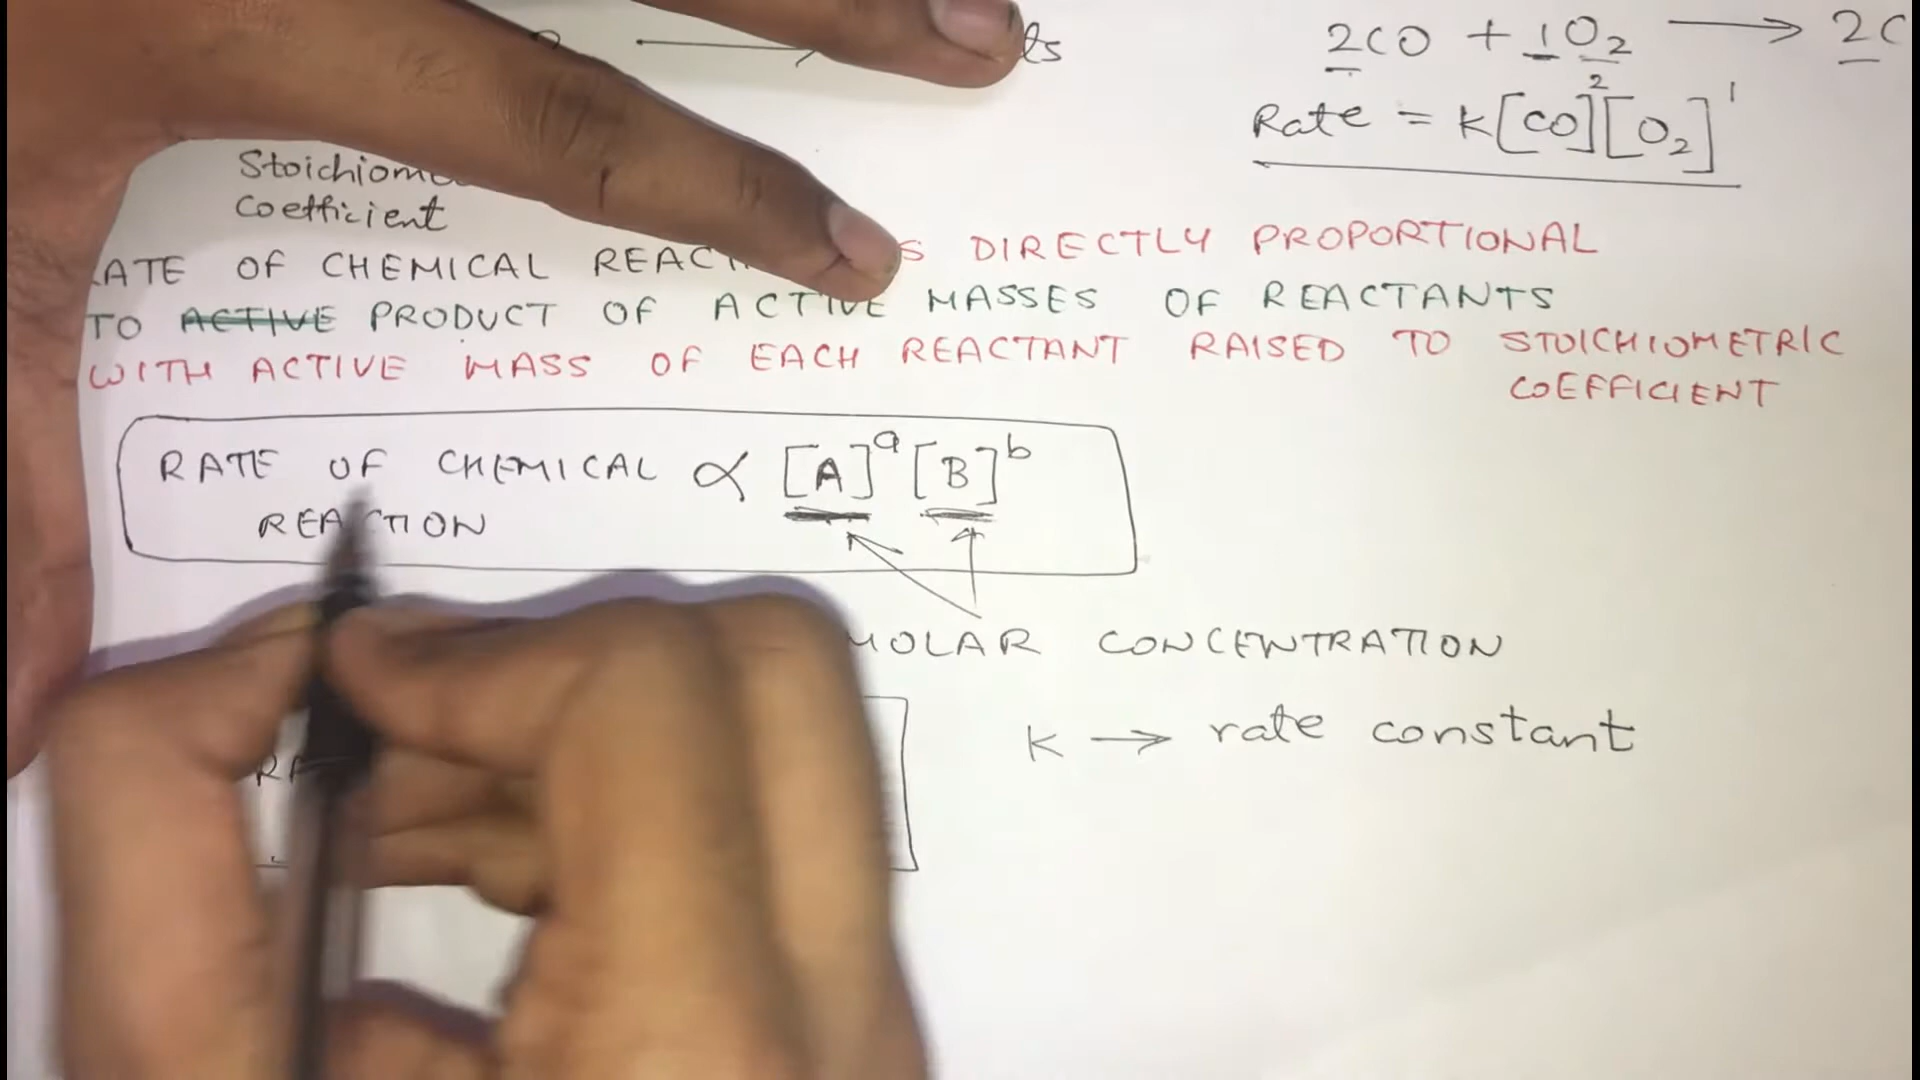 2CO + 1O₂ → 2C
Rate = K[CO]²[O₂]¹
Coefficient
ATE OF CHEMICAL DIRECTLY PROPORTIONAL
TO ACTIVE PRODUCT OF ACTIVE MASSES OF REACTANTS
WITH ACTIVE MASS OF EACH REACTANT RAISED TO STOICHIOMETRIC
COEFFICIENT
RATE OF CHEMICAL ∝ [A]ᵃ [B]ᵇ
REACTION
MOLAR CONCENTRATION
K → rate constant